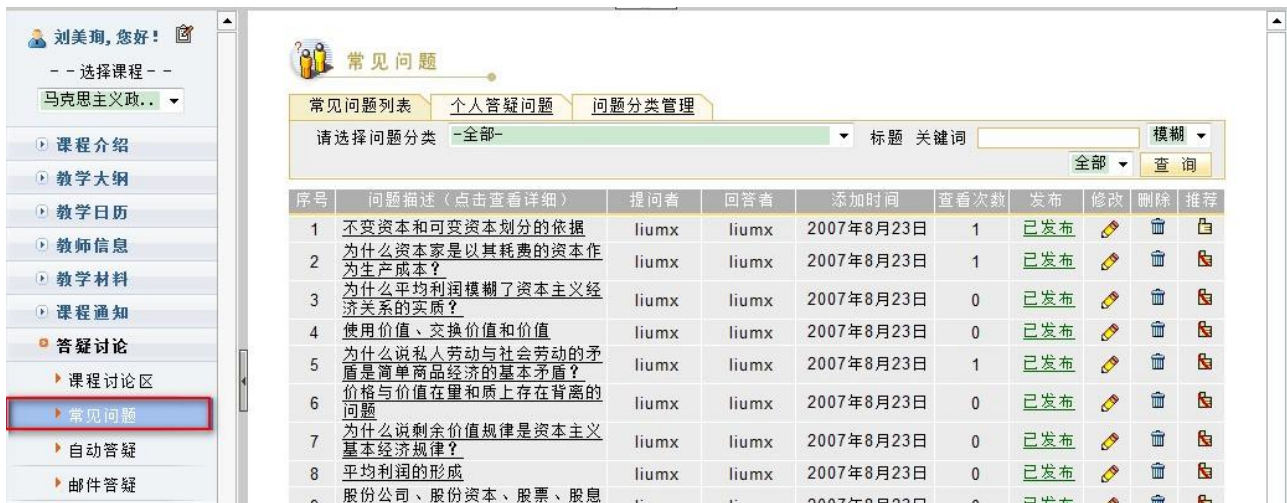 刘美珣,您好!
- - 选择课程 - -
马克思主义政..
课程介绍
教学大纲
教学日历
教师信息
教学材料
课程通知
答疑讨论
课程讨论区
常见问题
自动答疑
邮件答疑
常见问题
常见问题列表 个人答疑问题 问题分类管理
请选择问题分类 -全部- 标题 关键词 模糊
全部 查 询
序号 问题描述(点击查看详细) 提问者 回答者 添加时间 查看次数 发布 修改 删除 推荐
1 不变资本和可变资本划分的依据 liumx liumx 2007年8月23日 1 已发布
2 为什么资本家是以其耗费的资本作
为生产成本? liumx liumx 2007年8月23日 1 已发布
3 为什么平均利润模糊了资本主义经
济关系的实质? liumx liumx 2007年8月23日 0 已发布
4 使用价值、交换价值和价值 liumx liumx 2007年8月23日 0 已发布
5 为什么说私人劳动与社会劳动的矛
盾是简单商品经济的基本矛盾? liumx liumx 2007年8月23日 1 已发布
6 价格与价值在量和质上存在背离的
问题 liumx liumx 2007年8月23日 0 已发布
7 为什么说剩余价值规律是资本主义
基本经济规律? liumx liumx 2007年8月23日 0 已发布
8 平均利润的形成 liumx liumx 2007年8月23日 0 已发布
股份公司、股份资本、股票、股息